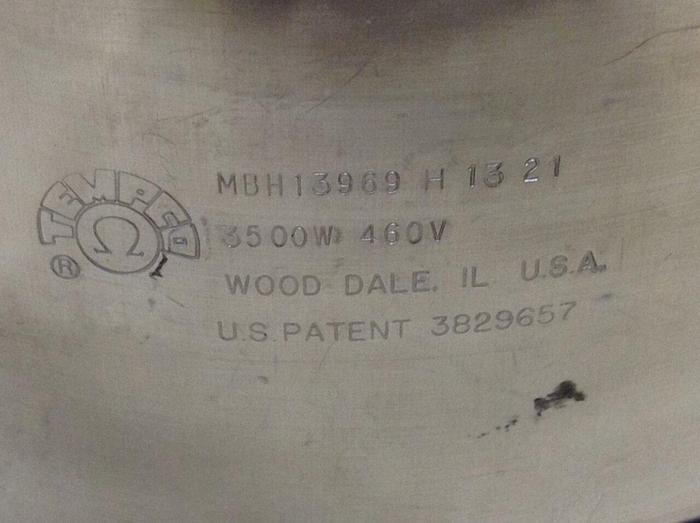 TEMPCO
Ω
®
MBH13969 H 13 21
3500W 460V
WOOD DALE, IL U.S.A.
U.S. PATENT 3829657